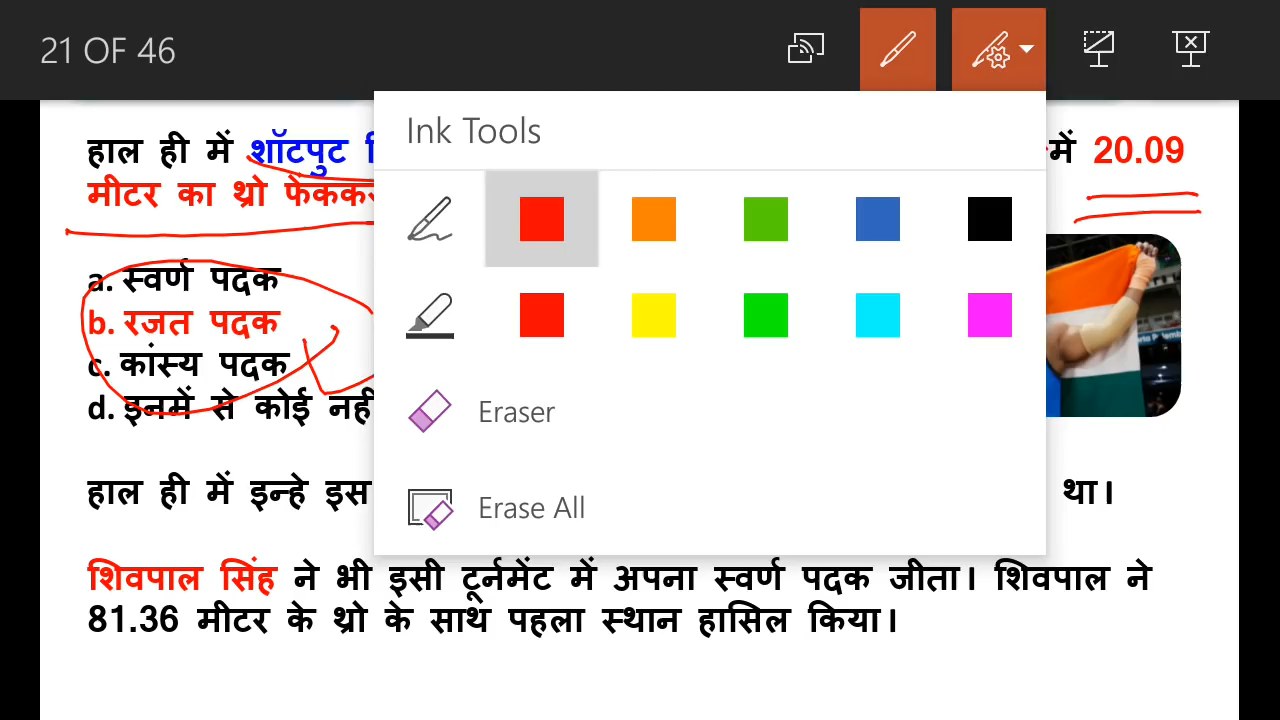 21 OF 46
Ink Tools
हाल ही में शॉटपुट
में 20.09
मीटर का थ्रो
a. स्वर्ण पदक
b. रजत पदक
c. कांस्य पदक
d. इनमें से कोई नहीं
Eraser
हाल ही में इन्हे इस
था।
Erase All
शिवपाल सिंह ने भी इसी टूर्नमेंट में अपना स्वर्ण पदक जीता। शिवपाल ने
81.36 मीटर के थ्रो के साथ पहला स्थान हासिल किया।